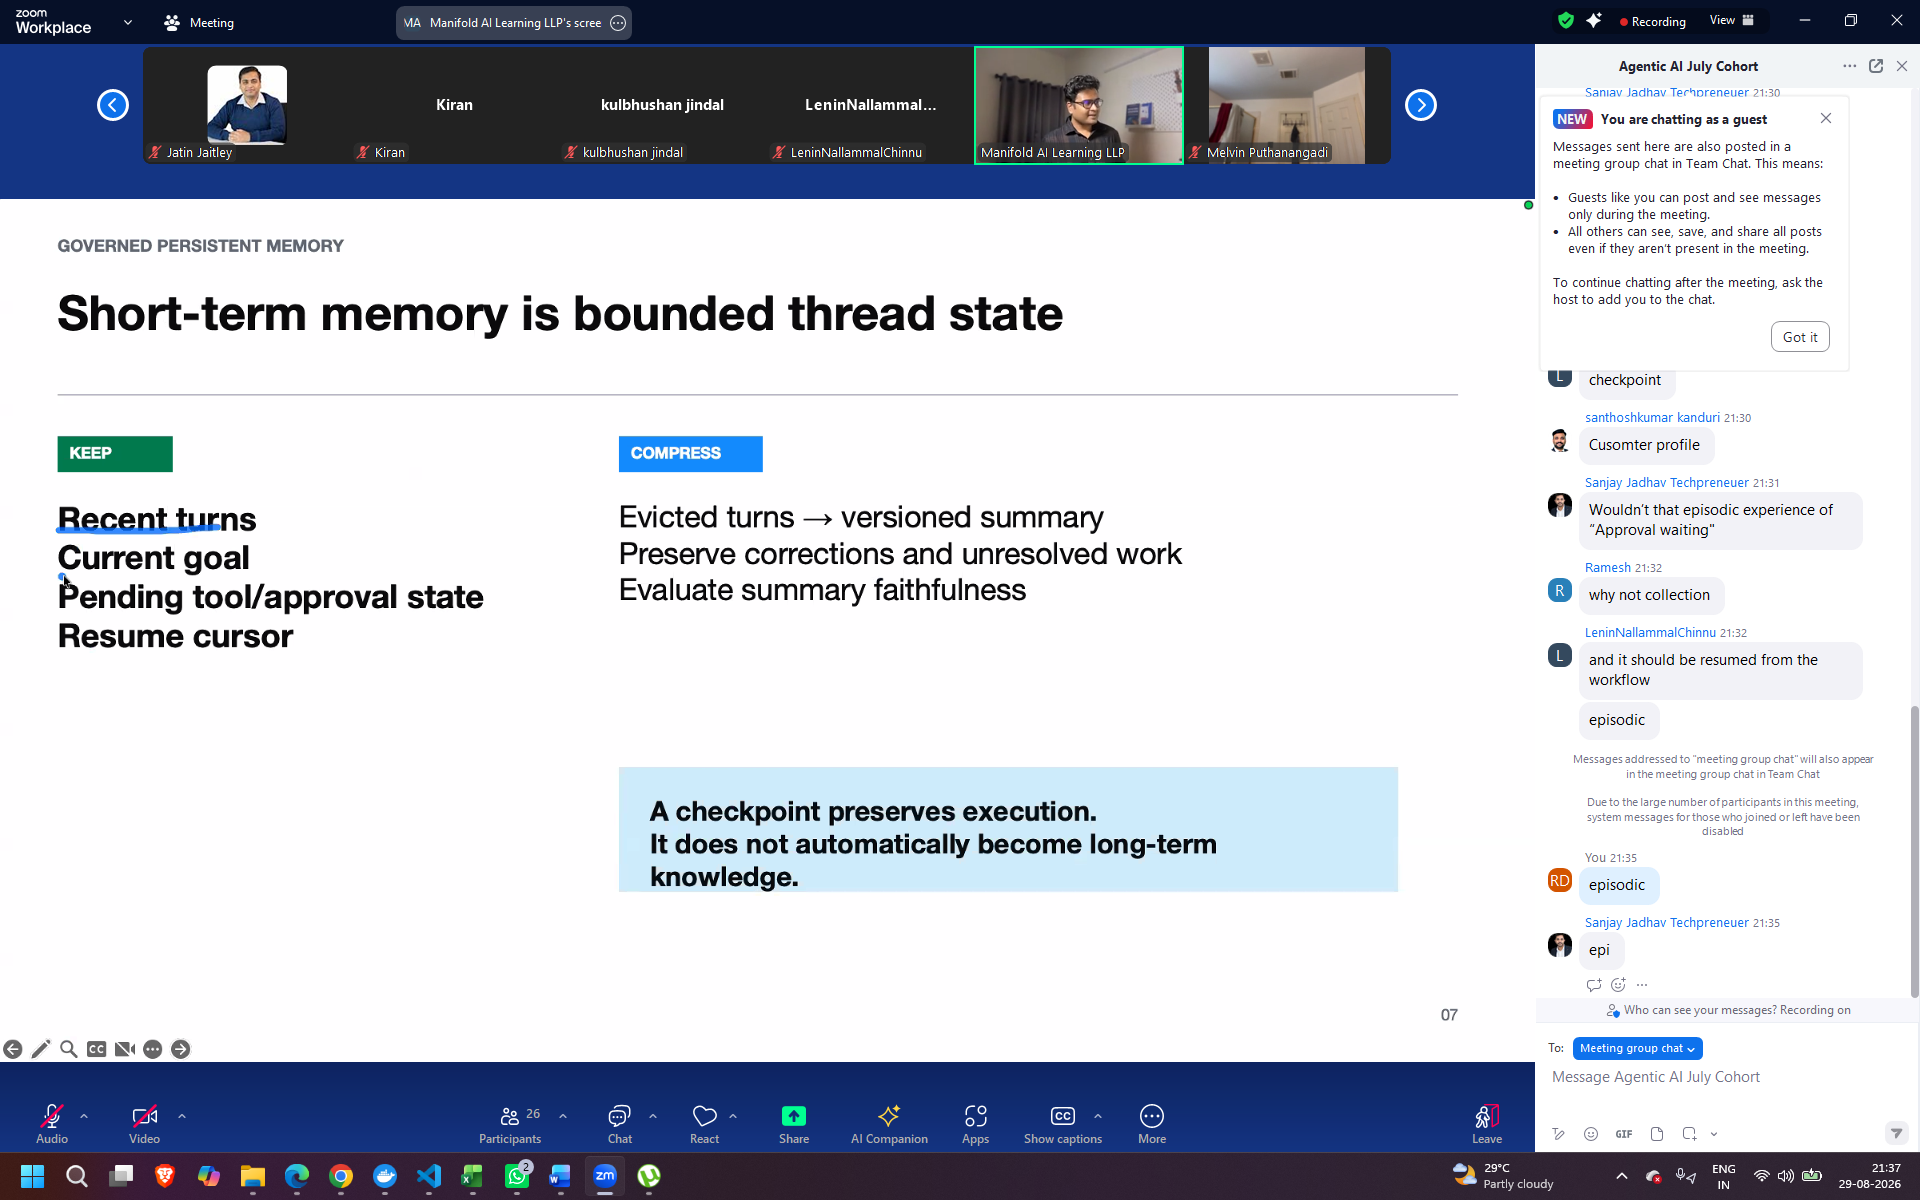 zoom
Workplace
Meeting
MA Manifold AI Learning LLP's scree
Recording
View
Jatin Jaitley
Kiran
Kiran
kulbhushan jindal
kulbhushan jindal
LeninNallammal...
LeninNallammalChinnu
Manifold AI Learning LLP
Melvin Puthanangadi
GOVERNED PERSISTENT MEMORY
Short-term memory is bounded thread state
KEEP
Recent turns
Current goal
Pending tool/approval state
Resume cursor
COMPRESS
Evicted turns → versioned summary
Preserve corrections and unresolved work
Evaluate summary faithfulness
A checkpoint preserves execution.
It does not automatically become long-term
knowledge.
07
CC
Agentic AI July Cohort
Sanjay Jadhav Techpreneuer 21:30
NEW You are chatting as a guest
Messages sent here are also posted in a
meeting group chat in Team Chat. This means:
• Guests like you can post and see messages
only during the meeting.
• All others can see, save, and share all posts
even if they aren't present in the meeting.
To continue chatting after the meeting, ask the
host to add you to the chat.
Got it
L
checkpoint
santhoshkumar kanduri 21:30
Cusomter profile
Sanjay Jadhav Techpreneuer 21:31
Wouldn't that episodic experience of
“Approval waiting"
Ramesh 21:32
R
why not collection
LeninNallammalChinnu 21:32
L
and it should be resumed from the
workflow
episodic
Messages addressed to "meeting group chat" will also appear
in the meeting group chat in Team Chat
Due to the large number of participants in this meeting,
system messages for those who joined or left have been
disabled
You 21:35
RD
episodic
Sanjay Jadhav Techpreneuer 21:35
epi
Who can see your messages? Recording on
To: Meeting group chat
Message Agentic AI July Cohort
GIF
Audio
Video
26
Participants
Chat
React
Share
AI Companion
Apps
CC
Show captions
More
Leave
2
zm
29°C
Partly cloudy
ENG
IN
21:37
29-08-2026